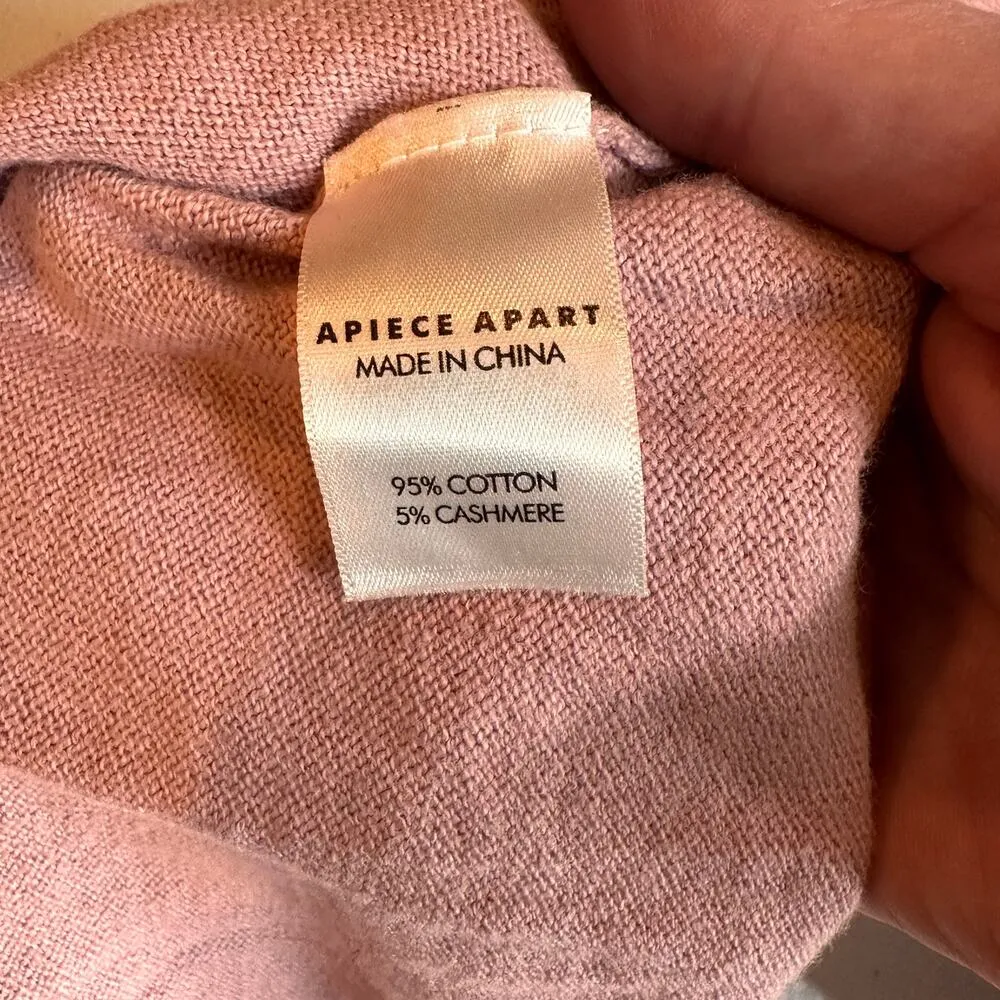 APIECE APART
MADE IN CHINA
95% COTTON
5% CASHMERE